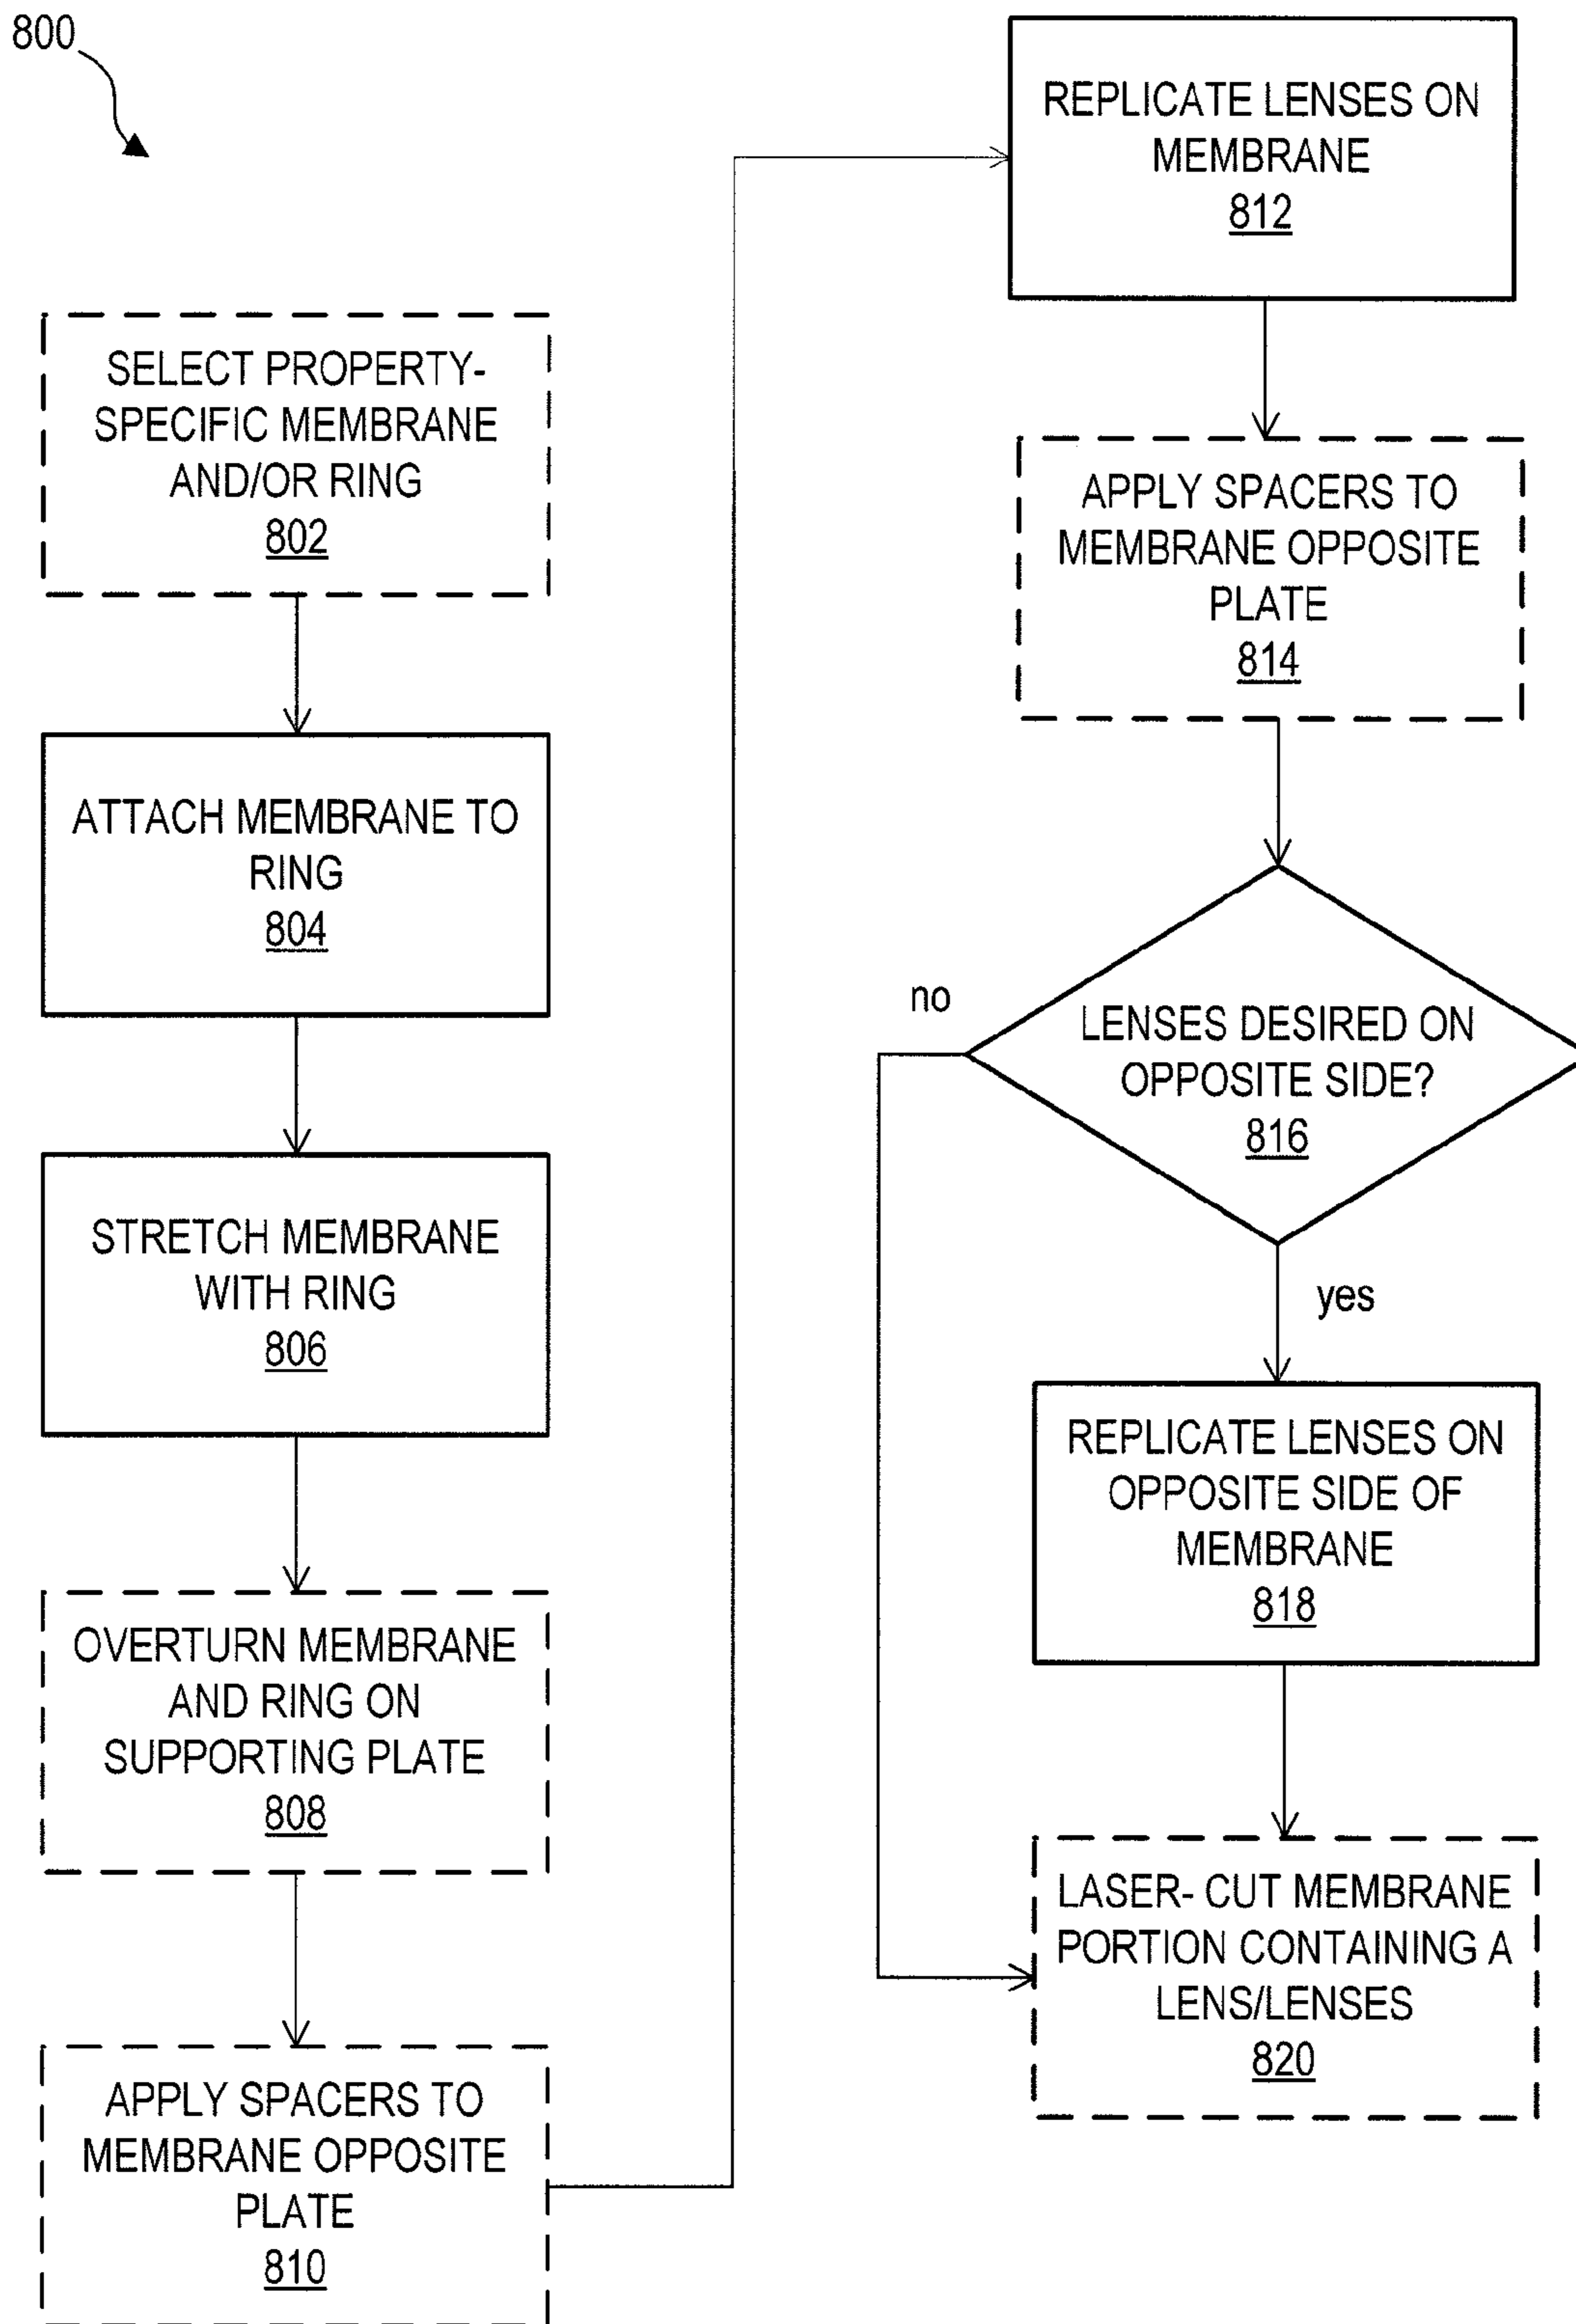 800
SELECT PROPERTY-
SPECIFIC MEMBRANE
AND/OR RING
802
ATTACH MEMBRANE TO
RING
804
STRETCH MEMBRANE
WITH RING
806
OVERTURN MEMBRANE
AND RING ON
SUPPORTING PLATE
808
APPLY SPACERS TO
MEMBRANE OPPOSITE
PLATE
810
REPLICATE LENSES ON
MEMBRANE
812
APPLY SPACERS TO
MEMBRANE OPPOSITE
PLATE
814
no
LENSES DESIRED ON
OPPOSITE SIDE?
816
yes
REPLICATE LENSES ON
OPPOSITE SIDE OF
MEMBRANE
818
LASER- CUT MEMBRANE
PORTION CONTAINING A
LENS/LENSES
820